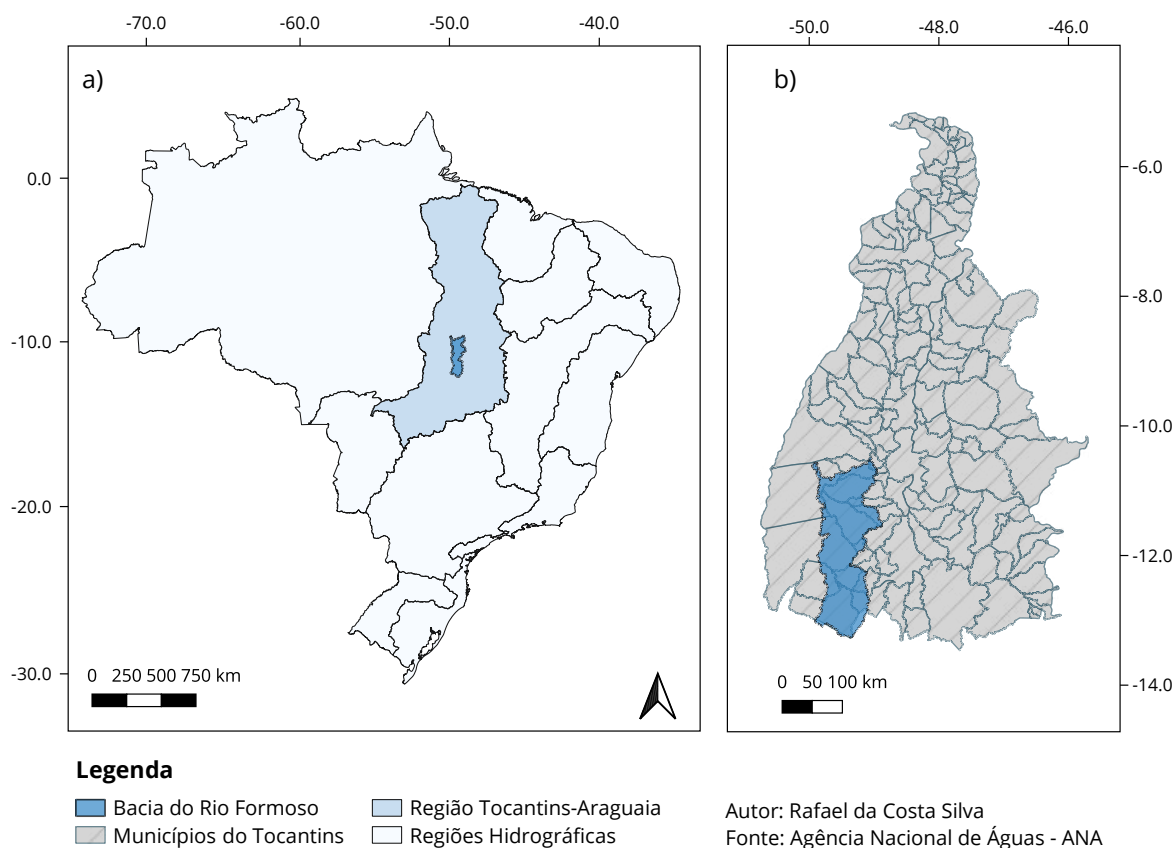 -70.0 -60.0 -50.0 -40.0
-50.0 -48.0 -46.0
a)
b)
0.0
-10.0
-20.0
-30.0
-6.0
-8.0
-10.0
-12.0
-14.0
0 250 500 750 km
0 50 100 km
Legenda
Bacia do Rio Formoso
Região Tocantins-Araguaia
Municípios do Tocantins
Regiões Hidrográficas
Autor: Rafael da Costa Silva
Fonte: Agência Nacional de Águas - ANA